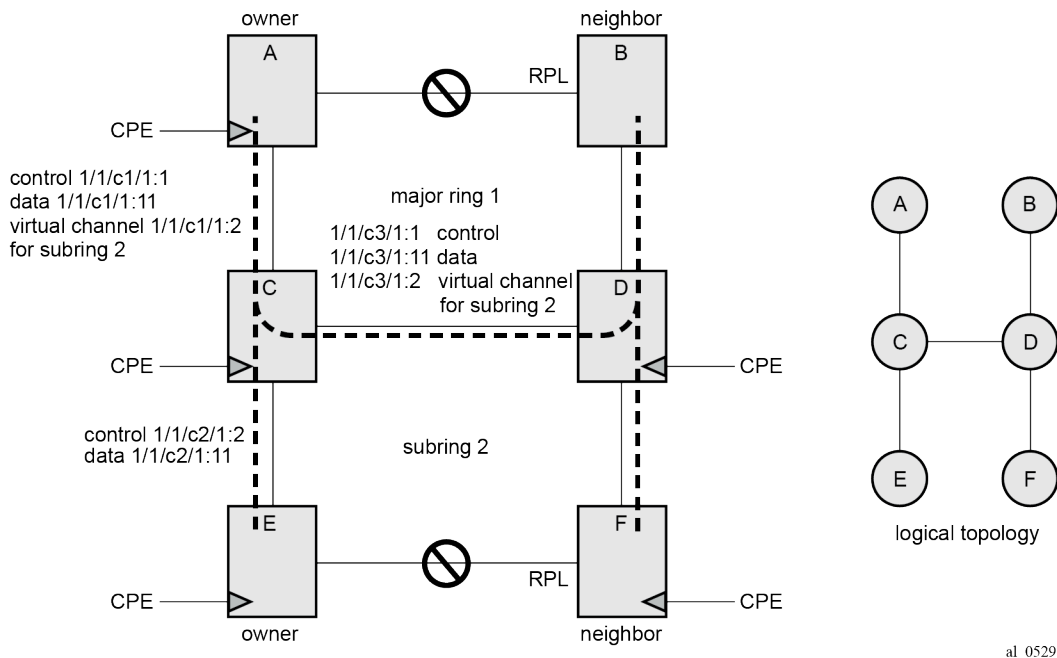 owner
neighbor
A
B
RPL
CPE
control 1/1/c1/1:1
data 1/1/c1/1:11
virtual channel 1/1/c1/1:2
for subring 2
major ring 1
1/1/c3/1:1 control
1/1/c3/1:11 data
1/1/c3/1:2 virtual channel
for subring 2
C
D
CPE
CPE
control 1/1/c2/1:2
data 1/1/c2/1:11
subring 2
E
F
RPL
CPE
CPE
owner
neighbor
A
B
C
D
E
F
logical topology
al_0529